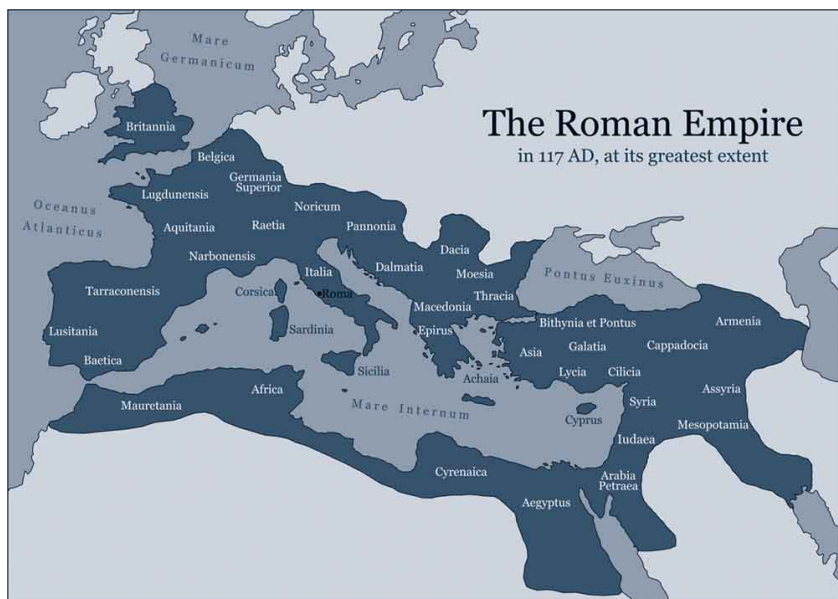 Mare
Germanicum
The Roman Empire
in 117 AD, at its greatest extent
Britannia
Belgica
Germania
Superior
Lugdunensis
Oceanus
Atlanticus
Noricum
Aquitania
Raetia
Pannonia
Dacia
Narbonensis
Italia
Dalmatia
Moesia
Pontus Euxinus
Tarraconensis
Corsica
Roma
Thracia
Macedonia
Bithynia et Pontus
Armenia
Lusitania
Sardinia
Epirus
Asia
Galatia
Cappadocia
Baetica
Sicilia
Achaia
Lycia
Cilicia
Assyria
Mauretania
Africa
Mare Internum
Cyprus
Syria
Mesopotamia
Iudaea
Cyrenaica
Arabia
Petraea
Aegyptus